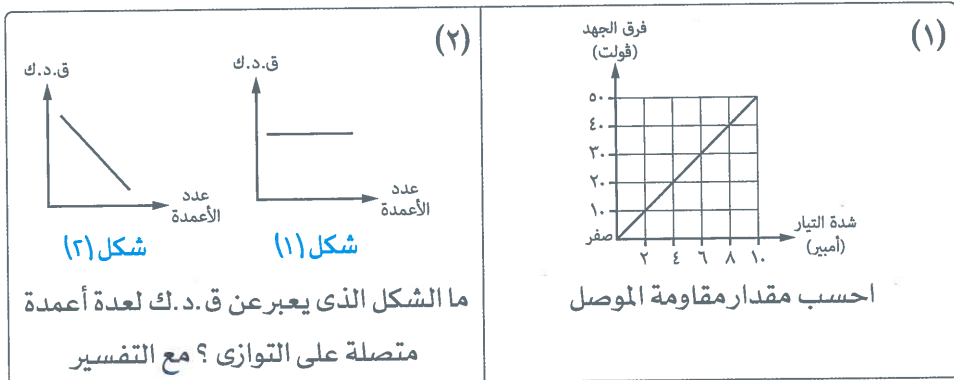 (١)
فرق الجهد
(ڤولت)
٥٠
٤٠
٣٠
٢٠
١٠
صفر
٢ ٤ ٦ ٨ ١٠
شدة التيار
(أمبير)
احسب مقدار مقاومة الموصل
(٢)
ق.د.ك
عدد
الأعمدة
شكل (١)
ق.د.ك
عدد
الأعمدة
شكل (٢)
ما الشكل الذى يعبر عن ق.د.ك لعدة أعمدة
متصلة على التوازى ؟ مع التفسير